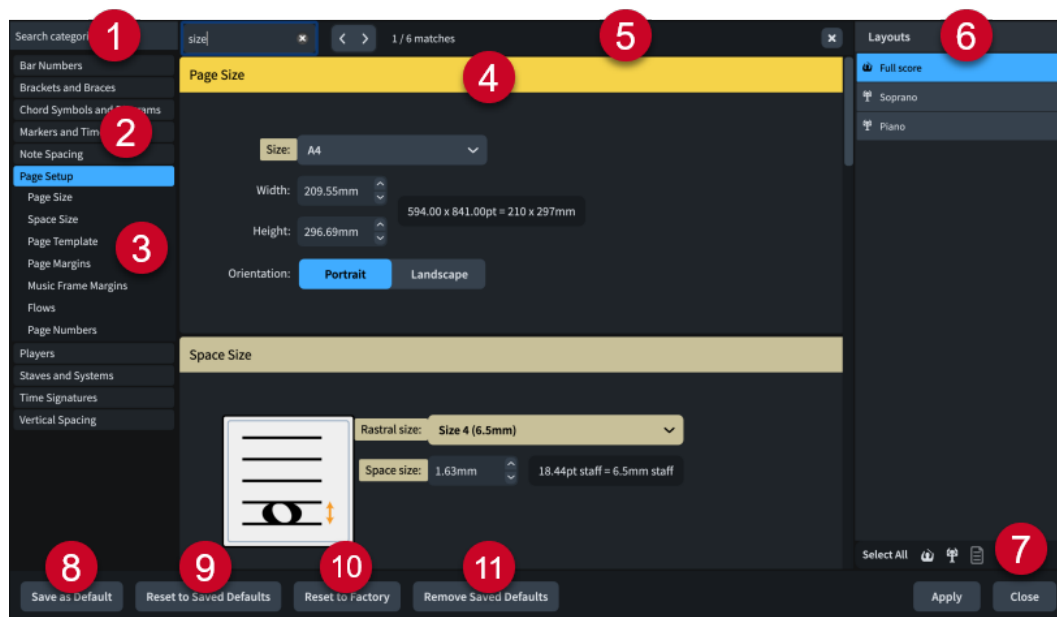 Search categori
1
size
1 / 6 matches
5
Layouts
6
Bar Numbers
Brackets and Braces
Chord Symbols and
Markers and Tim
2
Note Spacing
Page Setup
Page Size
Space Size
Page Template
3
Page Margins
Music Frame Margins
Flows
Page Numbers
Players
Staves and Systems
Time Signatures
Vertical Spacing
Page Size
4
Size: A4
Width: 209.55mm
594.00 x 841.00pt = 210 x 297mm
Height: 296.69mm
Orientation: Portrait Landscape
Space Size
Rastral size: Size 4 (6.5mm)
Space size: 1.63mm 18.44pt staff = 6.5mm staff
Full score
Soprano
Piano
Select All
7
8
9
10
11
Save as Default
Reset to Saved Defaults
Reset to Factory
Remove Saved Defaults
Apply
Close